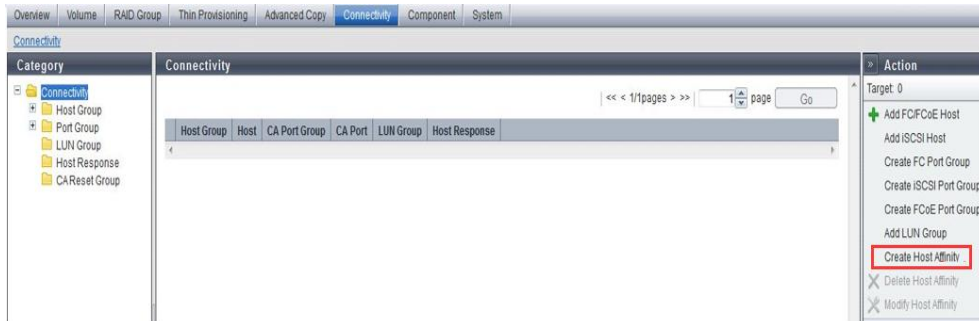 Overview Volume RAID Group Thin Provisioning Advanced Copy Connectivity Component System
Connectivity
Category
Connectivity
Host Group
Port Group
LUN Group
Host Response
CA Reset Group
Connectivity
<< < 1/1pages > >> 1 page Go
Host Group Host CA Port Group CA Port LUN Group Host Response
» Action
Target: 0
Add FC/FCoE Host
Add iSCSI Host
Create FC Port Group
Create iSCSI Port Group
Create FCoE Port Group
Add LUN Group
Create Host Affinity
Delete Host Affinity
Modify Host Affinity